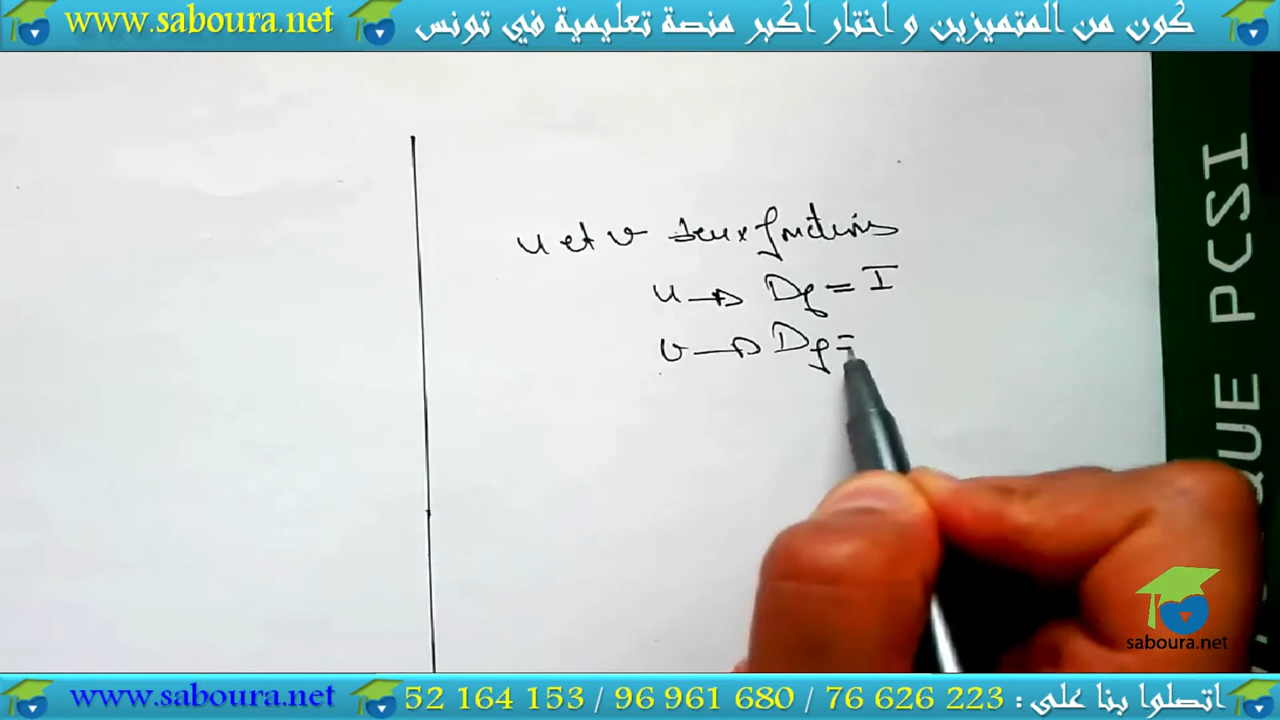 www.saboura.net كون من المتميزين و اختار اكبر منصة تعليمية في تونس
u et v deux fonctions
u → Df = I
v → Df =
QUE PCSI
saboura.net
www.saboura.net 52 164 153 / 96 961 680 / 76 626 223 : اتصلوا بنا على